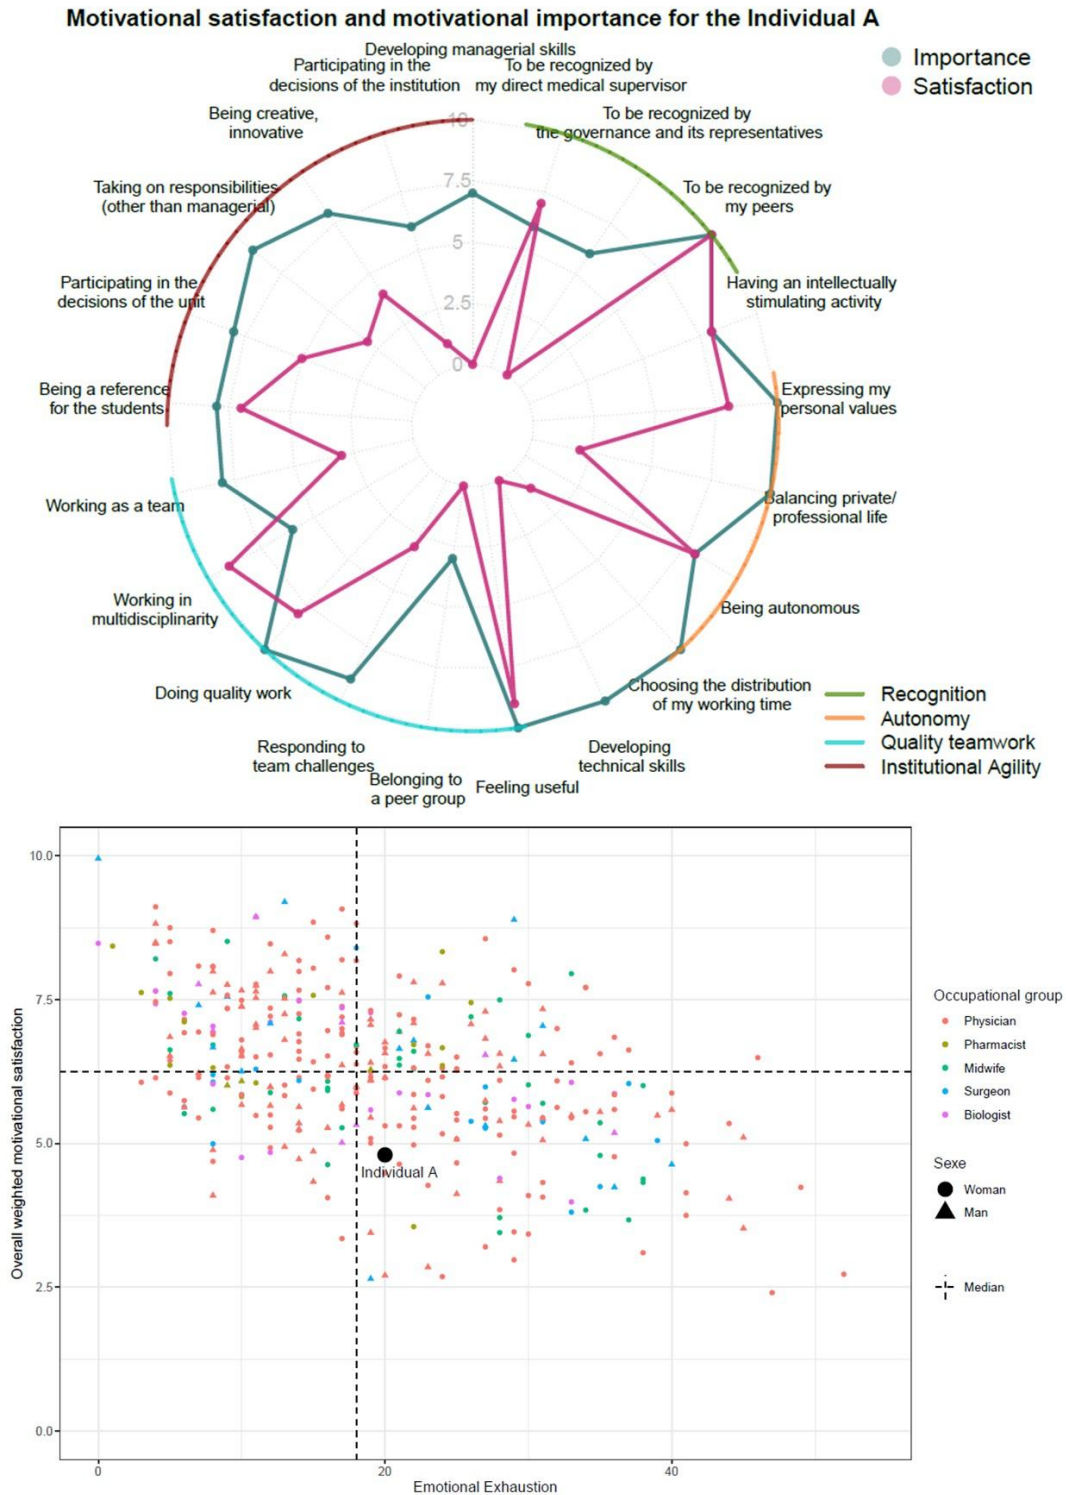 Motivational satisfaction and motivational importance for the Individual A
Developing managerial skills
Participating in the
decisions of the institution
To be recognized by
my direct medical supervisor
Importance
Satisfaction
Being creative,
innovative
To be recognized by
the governance and its representatives
10
7.5
5
2.5
0
Taking on responsibilities
(other than managerial)
To be recognized by
my peers
Participating in the
decisions of the unit
Having an intellectually
stimulating activity
Being a reference
for the students
Expressing my
personal values
Working as a team
Balancing private/
professional life
Working in
multidisciplinarity
Being autonomous
Doing quality work
Choosing the distribution
of my working time
Recognition
Autonomy
Quality teamwork
Institutional Agility
Responding to
team challenges
Developing
technical skills
Belonging to
a peer group
Feeling useful
10.0
7.5
5.0
2.5
0.0
Overall weighted motivational satisfaction
Individual A
0
20
40
Emotional Exhaustion
Occupational group
Physician
Pharmacist
Midwife
Surgeon
Biologist
Sexe
Woman
Man
Median